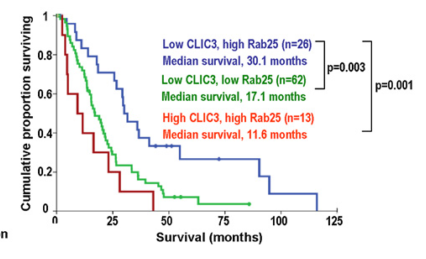 Cumulative proportion surviving
1
0.8
0.6
0.4
0.2
0
Low CLIC3, high Rab25 (n=26)
Median survival, 30.1 months
Low CLIC3, low Rab25 (n=62)
Median survival, 17.1 months
High CLIC3, high Rab25 (n=13)
Median survival, 11.6 months
p=0.003
p=0.001
0 25 50 75 100 125
Survival (months)
n